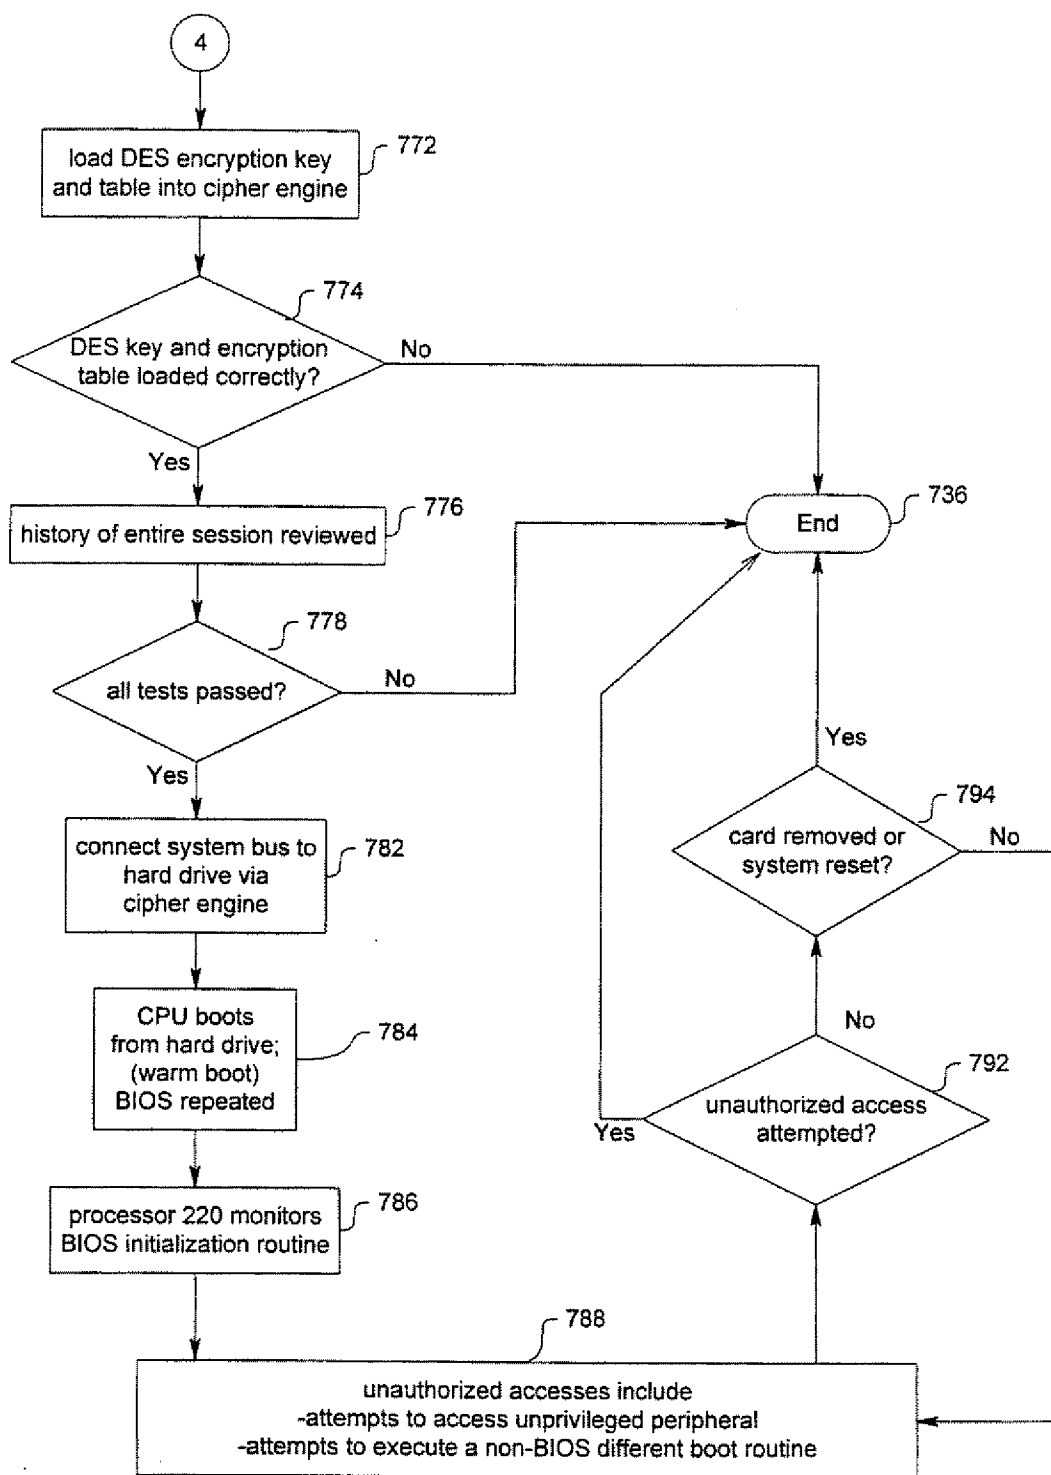 4
load DES encryption key
and table into cipher engine
772
774
DES key and encryption
table loaded correctly?
No
Yes
history of entire session reviewed
776
736
End
778
all tests passed?
No
Yes
connect system bus to
hard drive via
cipher engine
782
CPU boots
from hard drive;
(warm boot)
BIOS repeated
784
processor 220 monitors
BIOS initialization routine
786
788
unauthorized accesses include
-attempts to access unprivileged peripheral
-attempts to execute a non-BIOS different boot routine
792
unauthorized access
attempted?
Yes
No
794
card removed or
system reset?
Yes
No